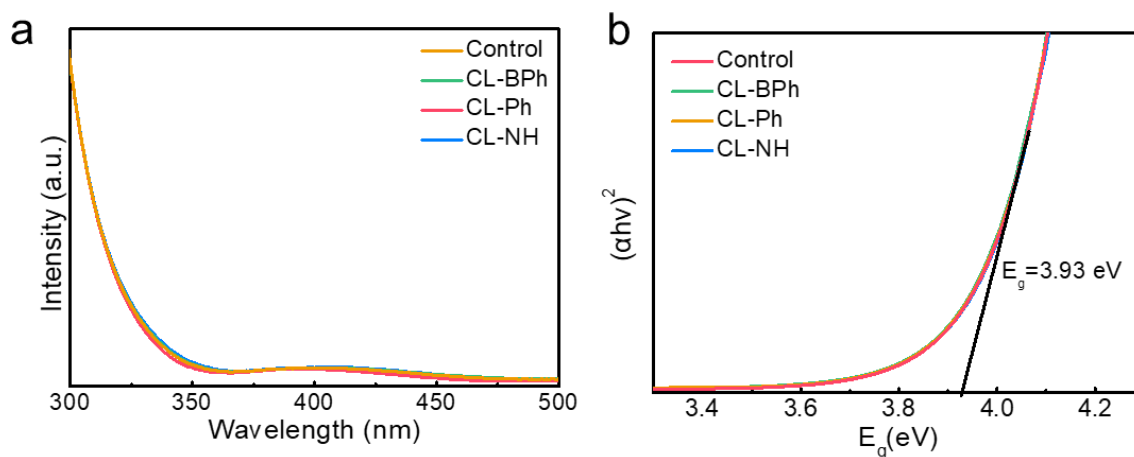 a
Intensity (a.u.)
Control
CL-BPh
CL-Ph
CL-NH
300
350
400
450
500
Wavelength (nm)
b
(αhv)²
Control
CL-BPh
CL-Ph
CL-NH
E_g=3.93 eV
3.4
3.6
3.8
4.0
4.2
E_g(eV)